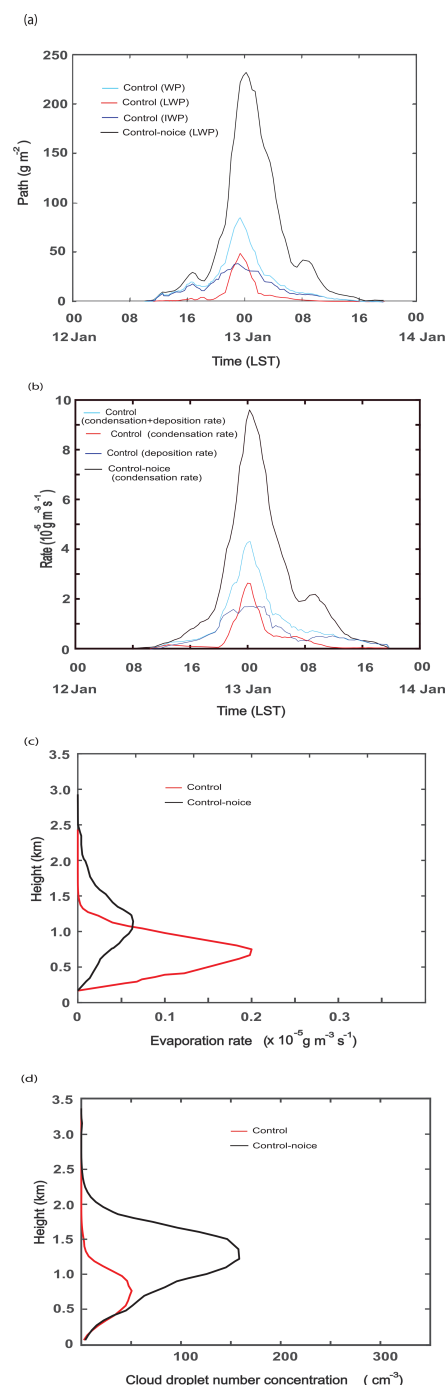 (a)
Path (g m-2)
250
200
150
100
50
0
Control (WP)
Control (LWP)
Control (IWP)
Control-noice (LWP)
00 08 16 00 08 16 00
12 Jan 13 Jan 14 Jan
Time (LST)
(b)
Rate (10-5 g m-3 s-1)
10
8
6
4
2
0
Control
(condensation+deposition rate)
Control (condensation rate)
Control (deposition rate)
Control-noice
(condensation rate)
00 08 16 00 08 16 00
12 Jan 13 Jan 14 Jan
Time (LST)
(c)
Height (km)
3.5
3.0
2.5
2.0
1.5
1.0
0.5
0
Control
Control-noice
0 0.1 0.2 0.3
Evaporation rate (x 10-5 g m-3 s-1)
(d)
Height (km)
3.5
3.0
2.5
2.0
1.5
1.0
0.5
0
Control
Control-noice
0 100 200 300
Cloud droplet number concentration ( cm-3)